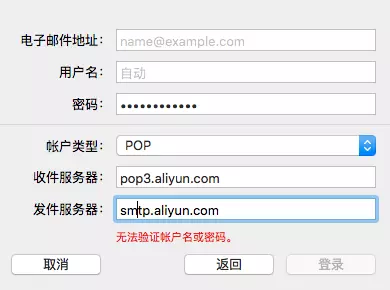 电子邮件地址： name@example.com
用户名： 自动
密码： ••••••••••••
帐户类型： POP
收件服务器： pop3.aliyun.com
发件服务器： smtp.aliyun.com
无法验证帐户名或密码。
取消 返回 登录